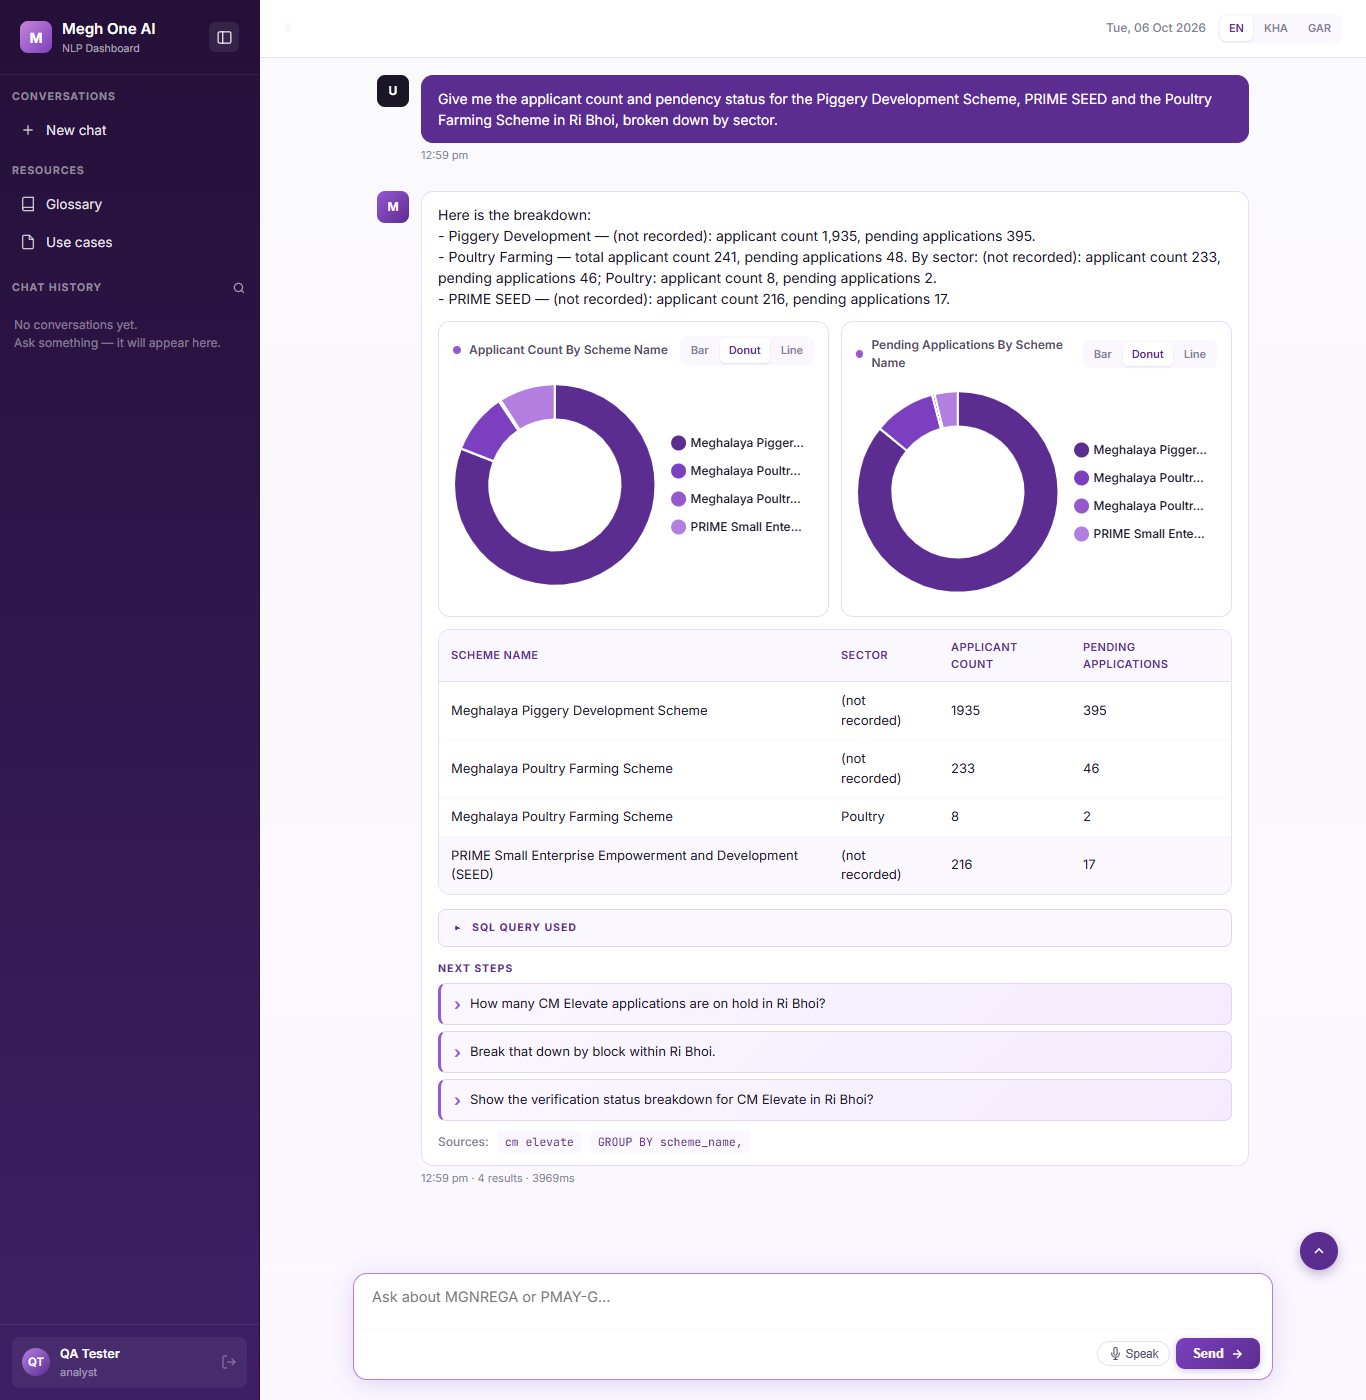 M
Megh One AI
NLP Dashboard
CONVERSATIONS
+ New chat
RESOURCES
Glossary
Use cases
CHAT HISTORY
No conversations yet.
Ask something — it will appear here.
QT
QA Tester
analyst
Tue, 06 Oct 2026
EN KHA GAR
U
Give me the applicant count and pendency status for the Piggery Development Scheme, PRIME SEED and the Poultry
Farming Scheme in Ri Bhoi, broken down by sector.
12:59 pm
M
Here is the breakdown:
- Piggery Development — (not recorded): applicant count 1,935, pending applications 395.
- Poultry Farming — total applicant count 241, pending applications 48. By sector: (not recorded): applicant count 233,
pending applications 46; Poultry: applicant count 8, pending applications 2.
- PRIME SEED — (not recorded): applicant count 216, pending applications 17.
Applicant Count By Scheme Name
Bar Donut Line
Meghalaya Pigger...
Meghalaya Poultr...
Meghalaya Poultr...
PRIME Small Ente...
Pending Applications By Scheme
Name
Bar Donut Line
Meghalaya Pigger...
Meghalaya Poultr...
Meghalaya Poultr...
PRIME Small Ente...
SCHEME NAME SECTOR APPLICANT COUNT PENDING APPLICATIONS
Meghalaya Piggery Development Scheme (not recorded) 1935 395
Meghalaya Poultry Farming Scheme (not recorded) 233 46
Meghalaya Poultry Farming Scheme Poultry 8 2
PRIME Small Enterprise Empowerment and Development (SEED) (not recorded) 216 17
SQL QUERY USED
NEXT STEPS
How many CM Elevate applications are on hold in Ri Bhoi?
Break that down by block within Ri Bhoi.
Show the verification status breakdown for CM Elevate in Ri Bhoi?
Sources: cm elevate GROUP BY scheme_name,
12:59 pm · 4 results · 3969ms
Ask about MGNREGA or PMAY-G...
Speak
Send →